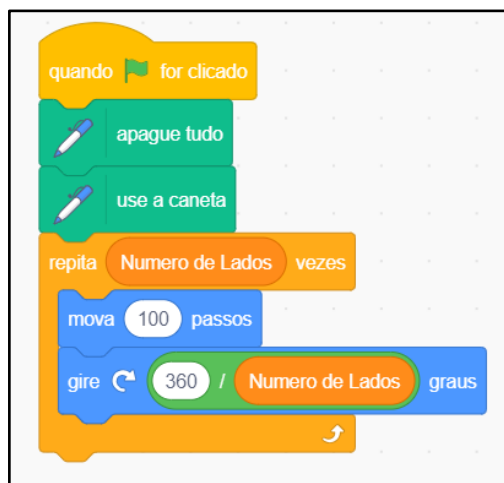 quando for clicado
apague tudo
use a caneta
repita Numero de Lados vezes
mova 100 passos
gire 360 / Numero de Lados graus